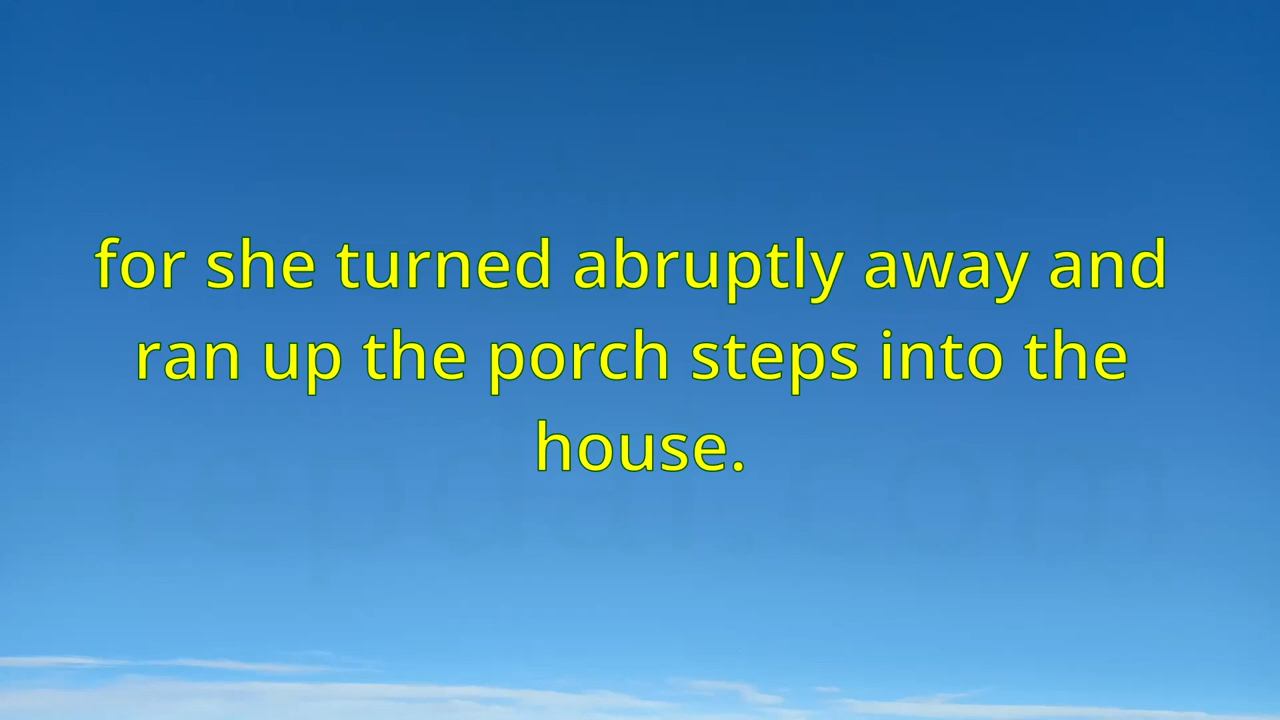 for she turned abruptly away and
ran up the porch steps into the
house.